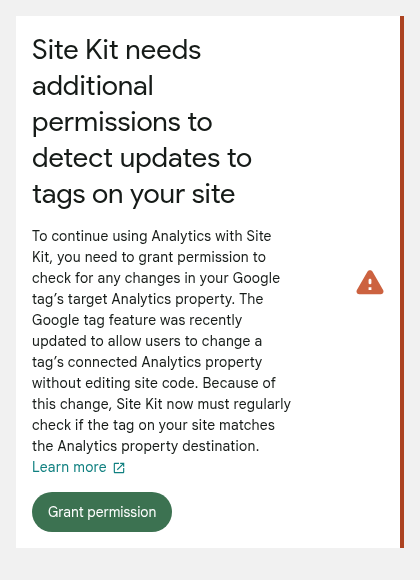 Site Kit needs
additional
permissions to
detect updates to
tags on your site
To continue using Analytics with Site
Kit, you need to grant permission to
check for any changes in your Google
tag’s target Analytics property. The
Google tag feature was recently
updated to allow users to change a
tag’s connected Analytics property
without editing site code. Because of
this change, Site Kit now must regularly
check if the tag on your site matches
the Analytics property destination.
Learn more
Grant permission